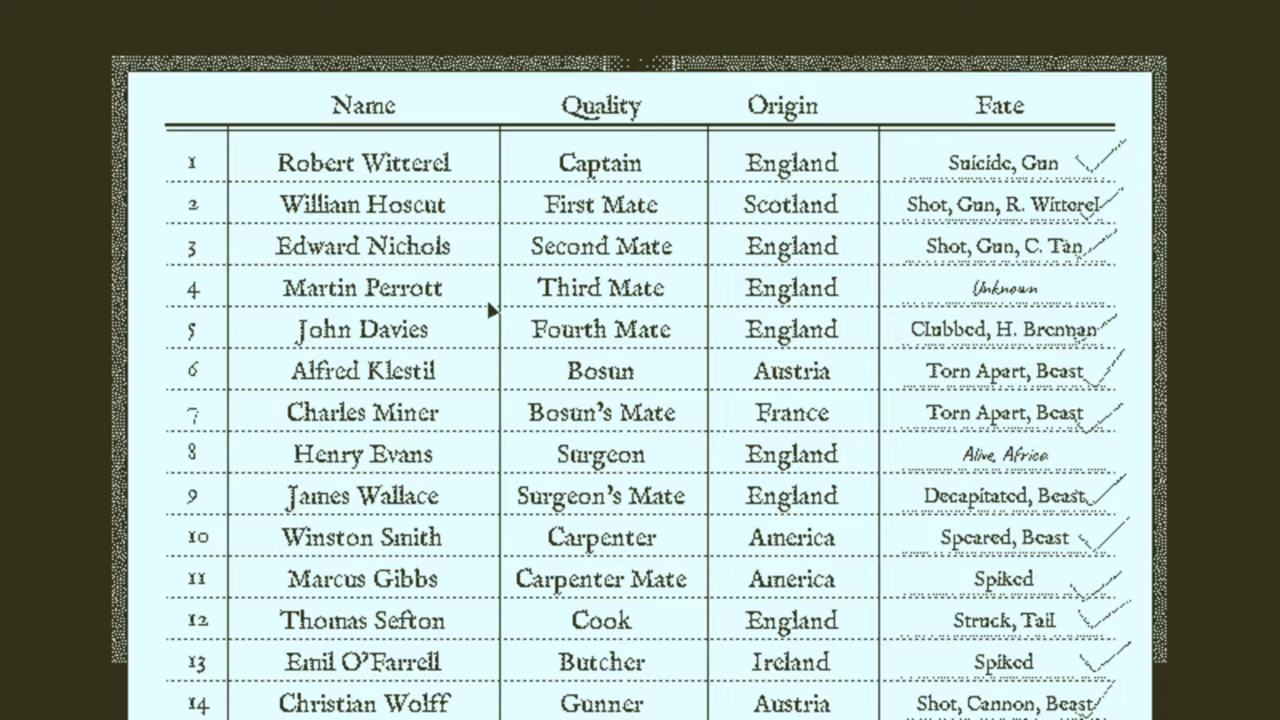 Name Quality Origin Fate
1 Robert Witterel Captain England Suicide, Gun
2 William Hoscut First Mate Scotland Shot, Gun, R. Witterel
3 Edward Nichols Second Mate England Shot, Gun, C. Tan
4 Martin Perrott Third Mate England Unknown
5 John Davies Fourth Mate England Clubbed, H. Brennan
6 Alfred Klestil Bosun Austria Torn Apart, Beast
7 Charles Miner Bosun's Mate France Torn Apart, Beast
8 Henry Evans Surgeon England Alive, Africa
9 James Wallace Surgeon's Mate England Decapitated, Beast
10 Winston Smith Carpenter America Speared, Beast
11 Marcus Gibbs Carpenter Mate America Spiked
12 Thomas Sefton Cook England Struck, Tail
13 Emil O'Farrell Butcher Ireland Spiked
14 Christian Wolff Gunner Austria Shot, Cannon, Beast